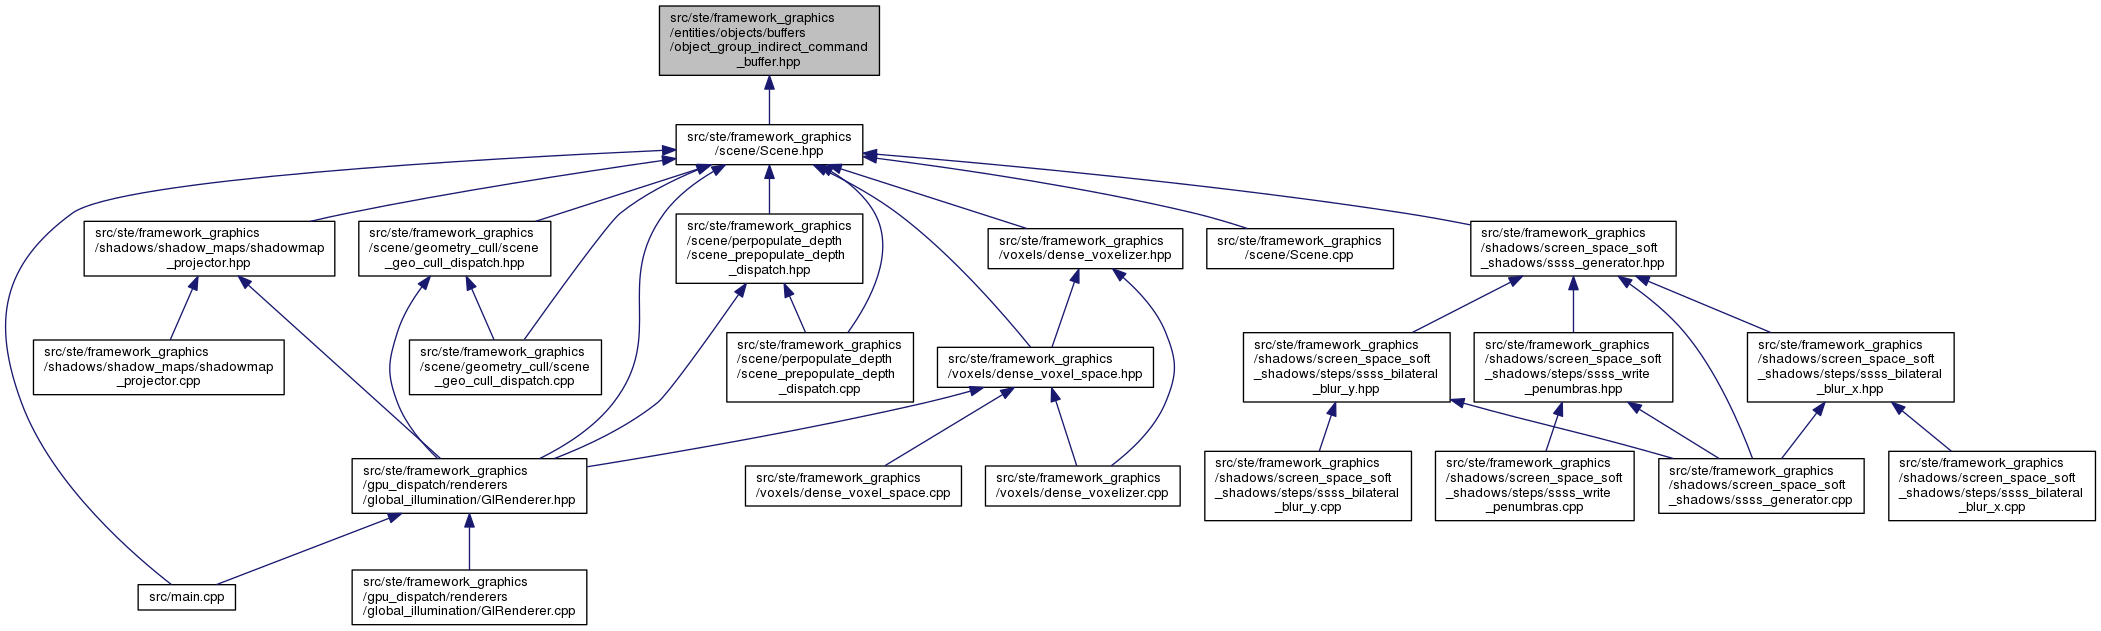 src/ste/framework_graphics
/entities/objects/buffers
/object_group_indirect_command
_buffer.hpp
src/ste/framework_graphics
/scene/Scene.hpp
src/ste/framework_graphics
/shadows/shadow_maps/shadowmap
_projector.hpp
src/ste/framework_graphics
/scene/geometry_cull/scene
_geo_cull_dispatch.hpp
src/ste/framework_graphics
/scene/perpopulate_depth
/scene_prepopulate_depth
_dispatch.hpp
src/ste/framework_graphics
/voxels/dense_voxelizer.hpp
src/ste/framework_graphics
/scene/Scene.cpp
src/ste/framework_graphics
/shadows/screen_space_soft
_shadows/ssss_generator.hpp
src/ste/framework_graphics
/shadows/shadow_maps/shadowmap
_projector.cpp
src/ste/framework_graphics
/scene/geometry_cull/scene
_geo_cull_dispatch.cpp
src/ste/framework_graphics
/scene/perpopulate_depth
/scene_prepopulate_depth
_dispatch.cpp
src/ste/framework_graphics
/voxels/dense_voxel_space.hpp
src/ste/framework_graphics
/shadows/screen_space_soft
_shadows/steps/ssss_bilateral
_blur_y.hpp
src/ste/framework_graphics
/shadows/screen_space_soft
_shadows/steps/ssss_write
_penumbras.hpp
src/ste/framework_graphics
/shadows/screen_space_soft
_shadows/steps/ssss_bilateral
_blur_x.hpp
src/ste/framework_graphics
/gpu_dispatch/renderers
/global_illumination/GIRenderer.hpp
src/ste/framework_graphics
/voxels/dense_voxel_space.cpp
src/ste/framework_graphics
/voxels/dense_voxelizer.cpp
src/ste/framework_graphics
/shadows/screen_space_soft
_shadows/steps/ssss_bilateral
_blur_y.cpp
src/ste/framework_graphics
/shadows/screen_space_soft
_shadows/steps/ssss_write
_penumbras.cpp
src/ste/framework_graphics
/shadows/screen_space_soft
_shadows/ssss_generator.cpp
src/ste/framework_graphics
/shadows/screen_space_soft
_shadows/steps/ssss_bilateral
_blur_x.cpp
src/main.cpp
src/ste/framework_graphics
/gpu_dispatch/renderers
/global_illumination/GIRenderer.cpp